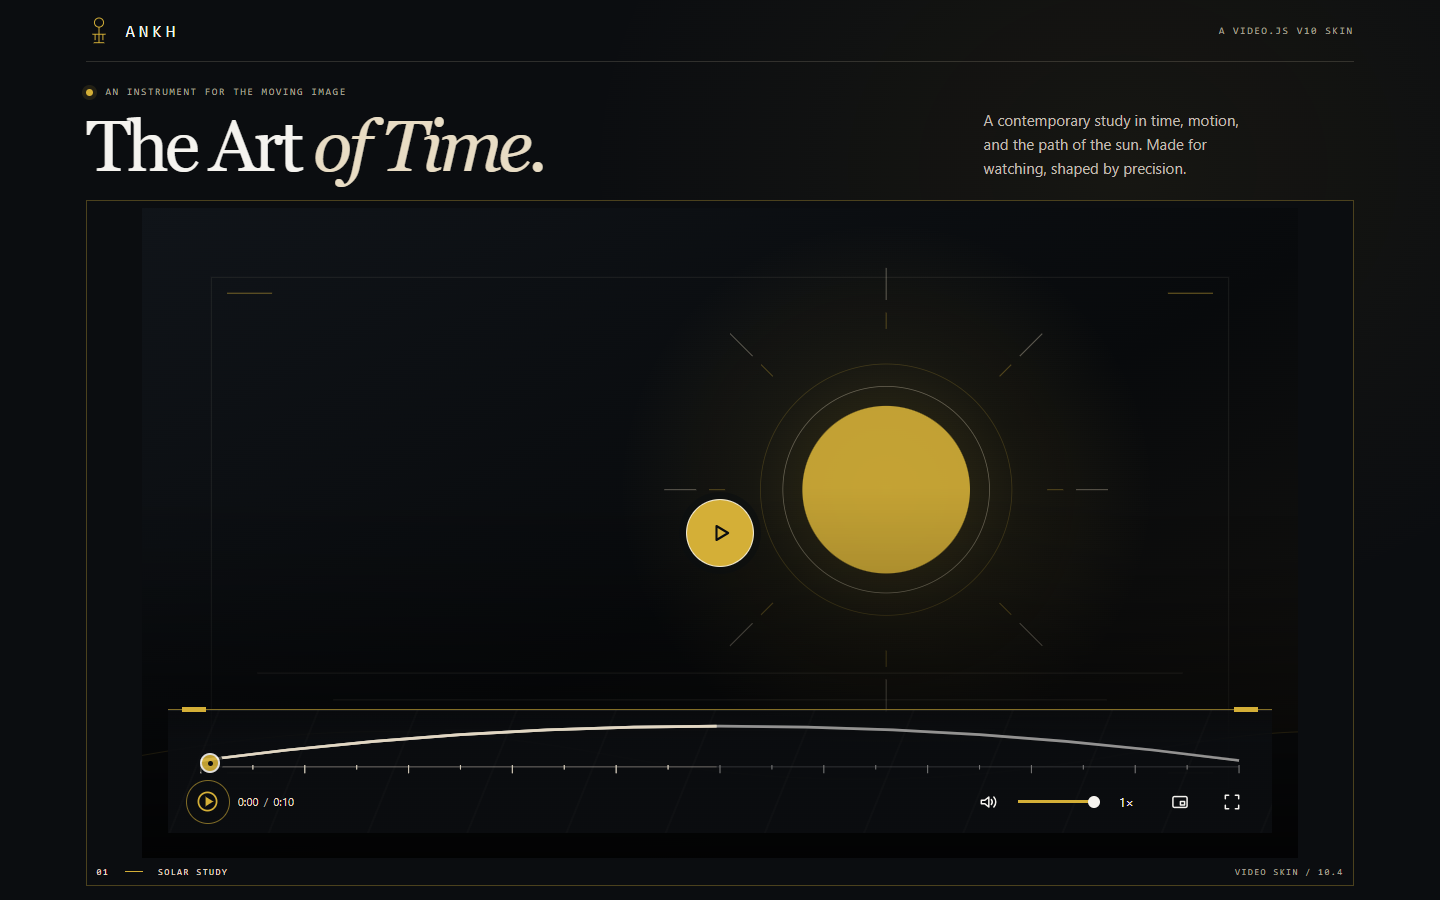 ANKH
A VIDEO.JS V10 SKIN
AN INSTRUMENT FOR THE MOVING IMAGE
The Art of Time.
A contemporary study in time, motion,
and the path of the sun. Made for
watching, shaped by precision.
0:00 / 0:10
1×
01 — SOLAR STUDY
VIDEO SKIN / 10.4